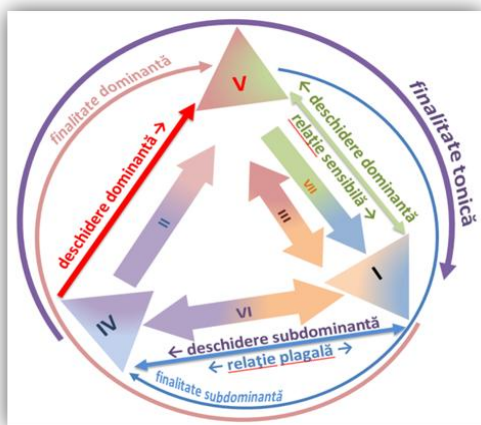 finalitate dominantă
V
finalitate tonică
deschidere dominantă →
← deschidere dominantă
relație sensibilă →
II
VII
III
I
IV
VI
← deschidere subdominantă
← relație plagală →
finalitate subdominantă